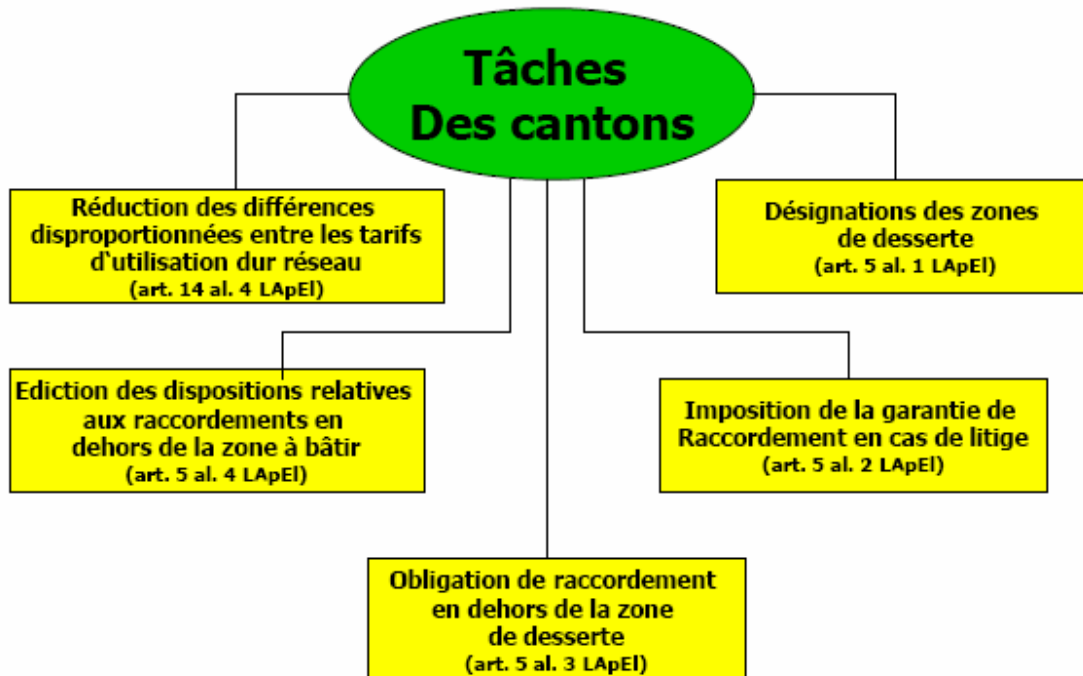 Tâches
Des cantons
Réduction des différences
disproportionnées entre les tarifs
d‘utilisation dur réseau
(art. 14 al. 4 LApEl)
Désignations des zones
de desserte
(art. 5 al. 1 LApEl)
Ediction des dispositions relatives
aux raccordements en
dehors de la zone à bâtir
(art. 5 al. 4 LApEl)
Imposition de la garantie de
Raccordement en cas de litige
(art. 5 al. 2 LApEl)
Obligation de raccordement
en dehors de la zone
de desserte
(art. 5 al. 3 LApEl)